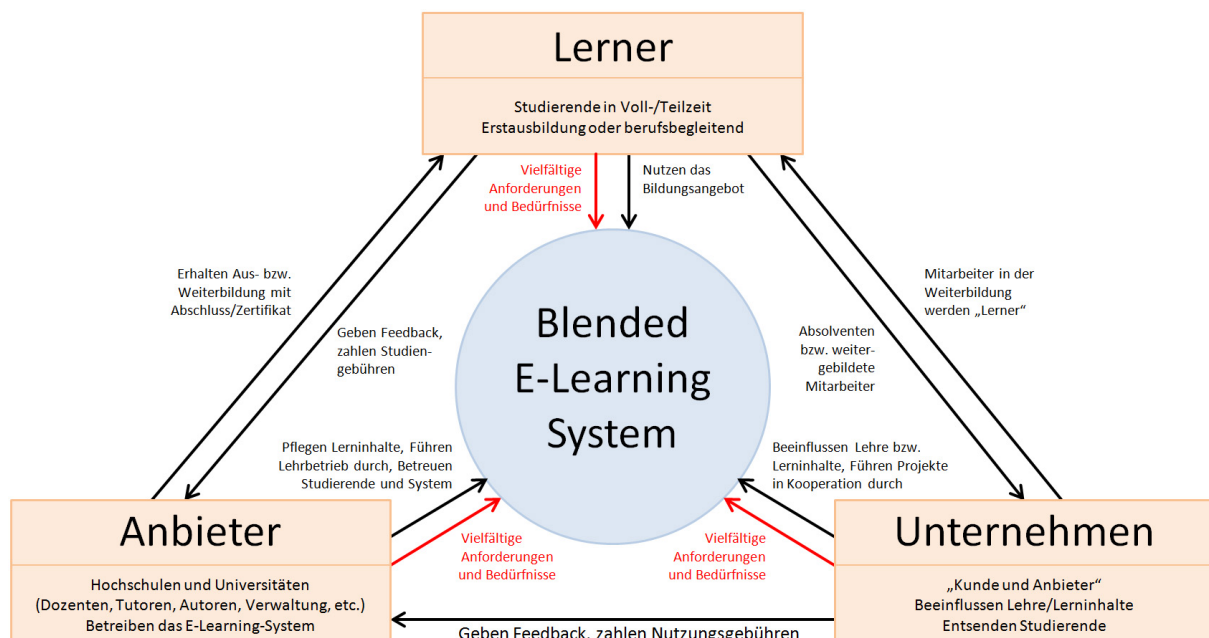 Lerner
Studierende in Voll-/Teilzeit
Erstausbildung oder berufsbegleitend
Vielfältige
Anforderungen
und Bedürfnisse
Nutzen das
Bildungsangebot
Erhalten Aus- bzw.
Weiterbildung mit
Abschluss/Zertifikat
Geben Feedback,
zahlen Studien-
gebühren
Blended
E-Learning
System
Absolventen
bzw. weiter-
gebildete
Mitarbeiter
Mitarbeiter in der
Weiterbildung
werden „Lerner“
Pflegen Lerninhalte, Führen
Lehrbetrieb durch, Betreuen
Studierende und System
Beeinflussen Lehre bzw.
Lerninhalte, Führen Projekte
in Kooperation durch
Anbieter
Hochschulen und Universitäten
(Dozenten, Tutoren, Autoren, Verwaltung, etc.)
Betreiben das E-Learning-System
Vielfältige
Anforderungen
und Bedürfnisse
Vielfältige
Anforderungen
und Bedürfnisse
Unternehmen
„Kunde und Anbieter“
Beeinflussen Lehre/Lerninhalte
Entsenden Studierende
Geben Feedback, zahlen Nutzungsgebühren